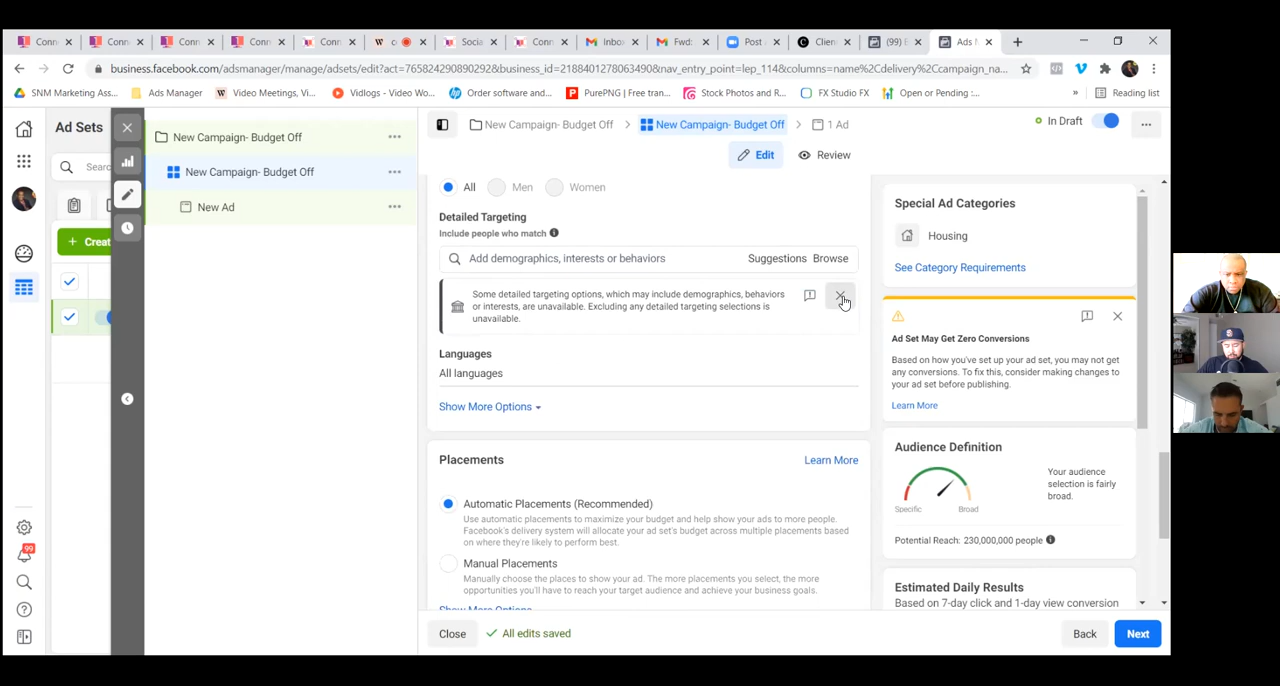 Conn
Conn
Conn
Conn
Conn
Social
Conn
Inbox
Fwd:
Post
Client
Ads M
business.facebook.com/adsmanager/manage/adsets/edit?act=765824290890292&business_id=2188401278063490&nav_entry_point=lep_114&columns=name%2Cdelivery%2Ccampaign_na...
SNM Marketing Ass...
Ads Manager
Video Meetings, Vi...
Vidlogs - Video Wo...
Order software and...
PurePNG | Free tran...
Stock Photos and R...
FX Studio FX
Open or Pending :...
»
Reading list
Ad Sets
New Campaign- Budget Off
New Campaign- Budget Off
New Ad
Searc
+ Creat
New Campaign- Budget Off
New Campaign- Budget Off
1 Ad
In Draft
Edit
Review
All
Men
Women
Detailed Targeting
Include people who match
Add demographics, interests or behaviors
Suggestions
Browse
Some detailed targeting options, which may include demographics, behaviors
or interests, are unavailable. Excluding any detailed targeting selections is
unavailable.
Languages
All languages
Show More Options
Placements
Learn More
Automatic Placements (Recommended)
Use automatic placements to maximize your budget and help show your ads to more people.
Facebook's delivery system will allocate your ad set's budget across multiple placements based
on where they're likely to perform best.
Manual Placements
Manually choose the places to show your ad. The more placements you select, the more
opportunities you'll have to reach your target audience and achieve your business goals.
Show More Options
Special Ad Categories
Housing
See Category Requirements
Ad Set May Get Zero Conversions
Based on how you've set up your ad set, you may not get
any conversions. To fix this, consider making changes to
your ad set before publishing.
Learn More
Audience Definition
Your audience
selection is fairly
broad.
Specific
Broad
Potential Reach: 230,000,000 people
Estimated Daily Results
Based on 7-day click and 1-day view conversion
99
Close
All edits saved
Back
Next